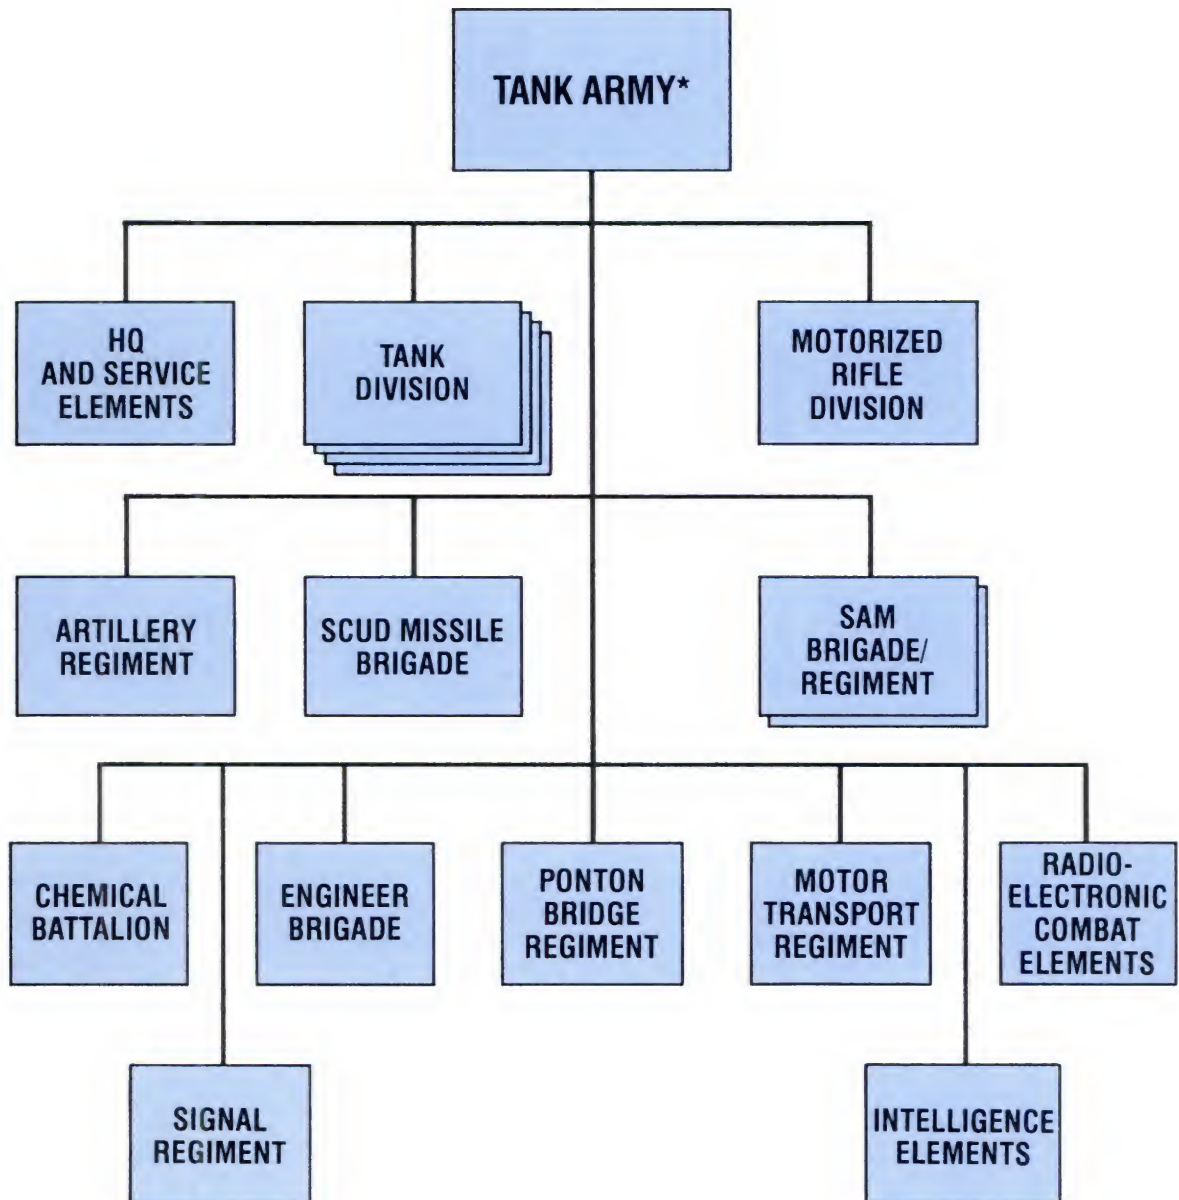 TANK ARMY*
HQ
AND SERVICE
ELEMENTS
TANK
DIVISION
MOTORIZED
RIFLE
DIVISION
ARTILLERY
REGIMENT
SCUD MISSILE
BRIGADE
SAM
BRIGADE/
REGIMENT
CHEMICAL
BATTALION
ENGINEER
BRIGADE
PONTON
BRIDGE
REGIMENT
MOTOR
TRANSPORT
REGIMENT
RADIO-
ELECTRONIC
COMBAT
ELEMENTS
SIGNAL
REGIMENT
INTELLIGENCE
ELEMENTS